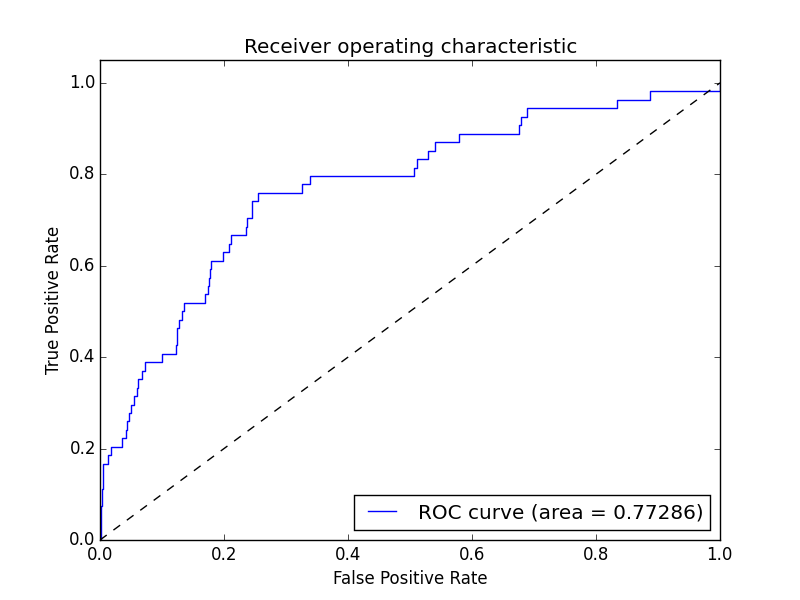 Receiver operating characteristic
1.0
0.8
0.6
0.4
0.2
0.0
True Positive Rate
ROC curve (area = 0.77286)
0.0 0.2 0.4 0.6 0.8 1.0
False Positive Rate